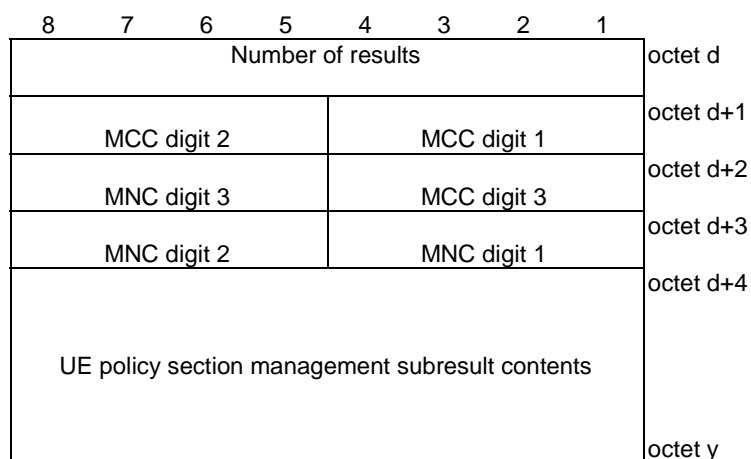 8 7 6 5 4 3 2 1
Number of results octet d
octet d+1
MCC digit 2 MCC digit 1
octet d+2
MNC digit 3 MCC digit 3
octet d+3
MNC digit 2 MNC digit 1
octet d+4
UE policy section management subresult contents
octet y